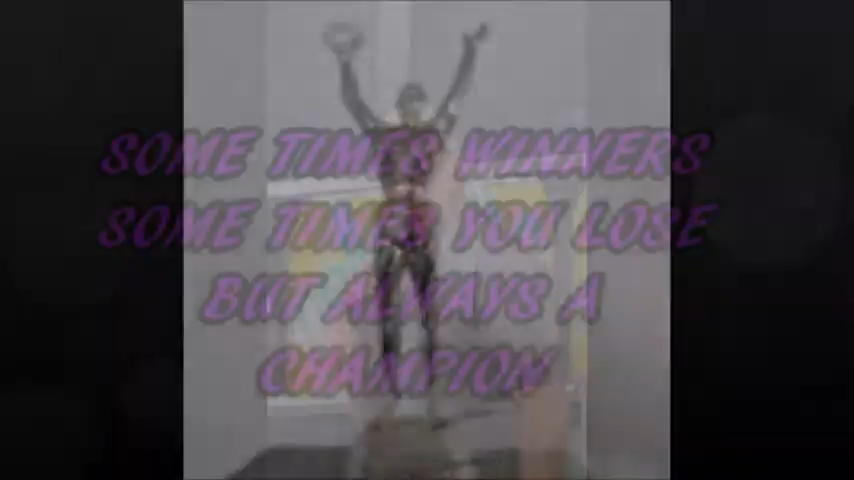 SOME TIMES WINNERS
SOME TIMES YOU LOSE
BUT ALWAYS A
CHAMPION